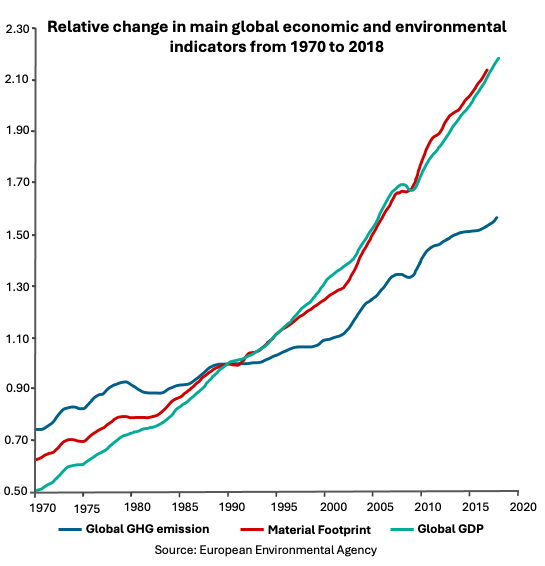 Relative change in main global economic and environmental
indicators from 1970 to 2018
2.30
2.10
1.90
1.70
1.50
1.30
1.10
0.90
0.70
0.50
1970 1975 1980 1985 1990 1995 2000 2005 2010 2015 2020
Global GHG emission Material Footprint Global GDP
Source: European Environmental Agency